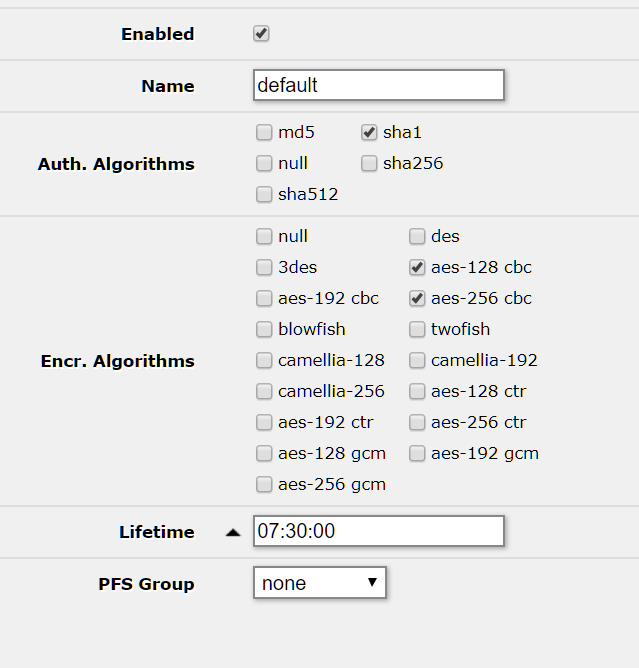 Enabled
Name default
Auth. Algorithms
md5 sha1
null sha256
sha512
Encr. Algorithms
null des
3des aes-128 cbc
aes-192 cbc aes-256 cbc
blowfish twofish
camellia-128 camellia-192
camellia-256 aes-128 ctr
aes-192 ctr aes-256 ctr
aes-128 gcm aes-192 gcm
aes-256 gcm
Lifetime 07:30:00
PFS Group none